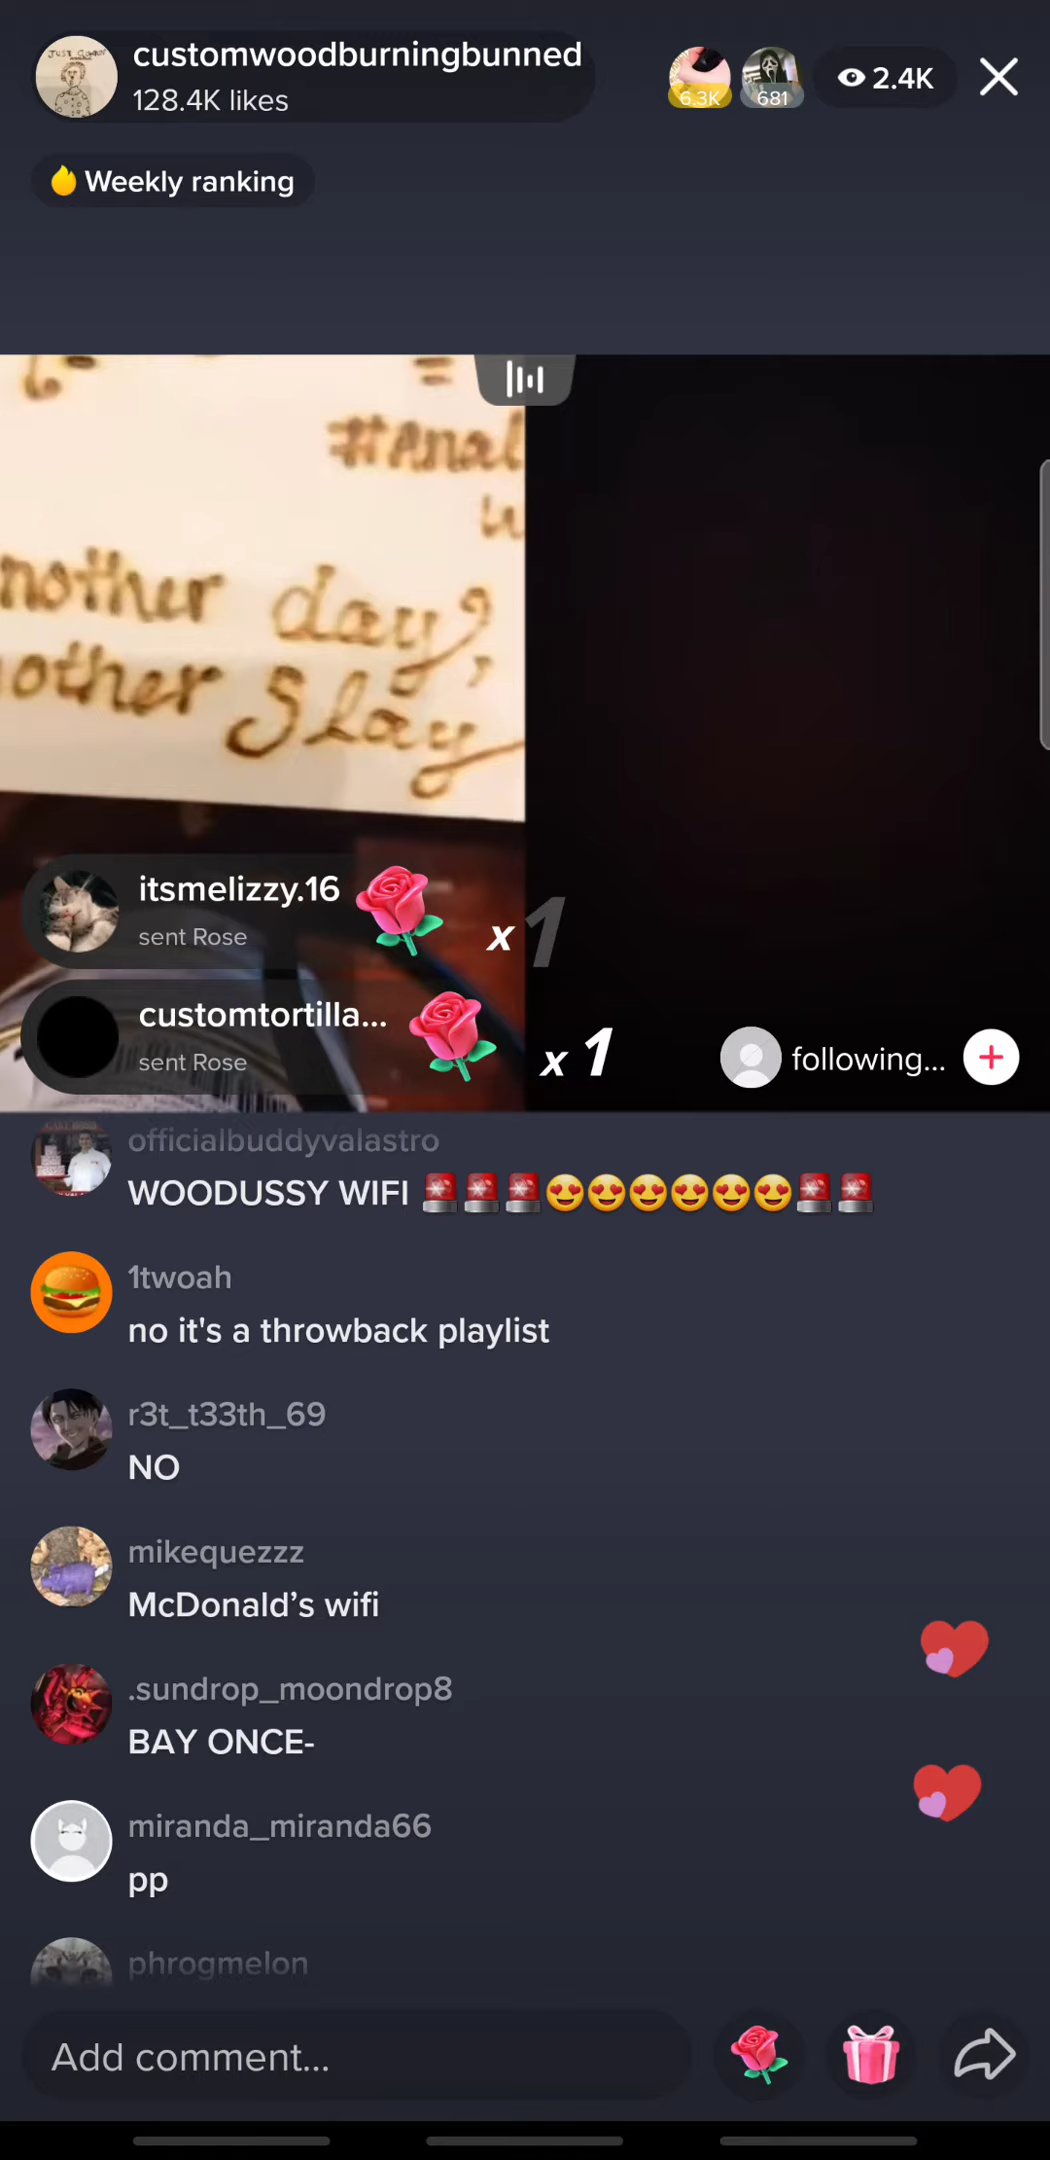 customwoodburningbunned
128.4K likes
6.3K
681
2.4K
Weekly ranking
#Anal
nother day,
other Slay
itsmelizzy.16
sent Rose
x 1
customtortilla...
sent Rose
x 1
following...
officialbuddyvalastro
WOODUSSY WIFI 🚨🚨🚨😍😍😍😍😍😍🚨🚨
1twoah
no it's a throwback playlist
r3t_t33th_69
NO
mikequezzz
McDonald's wifi
.sundrop_moondrop8
BAY ONCE-
miranda_miranda66
pp
phrogmelon
Add comment...